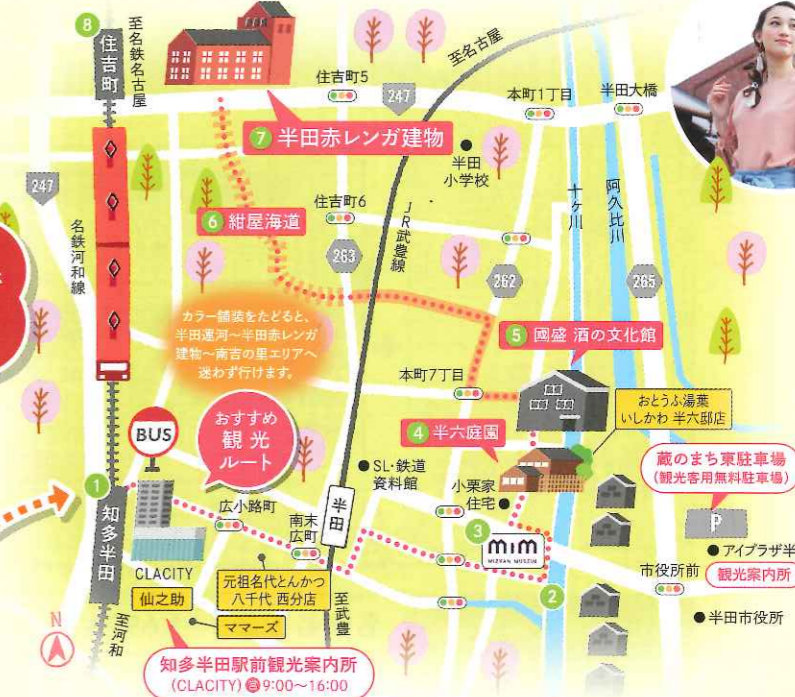 8
住吉町
至名鉄名古屋
247
名鉄河和線
住吉町5
247
至名古屋
本町1丁目
半田大橋
7 半田赤レンガ建物
半田
小学校
十ヶ川
阿久比川
6 紺屋海道
住吉町6
JR武豊線
263
262
265
カラー舗装をたどると、
半田運河〜半田赤レンガ
建物〜南吉の里エリアへ
迷わず行けます。
5 國盛 酒の文化館
本町7丁目
おとうふ湯葉
いしかわ 半六邸店
BUS
おすすめ
観光
ルート
4 半六庭園
SL・鉄道
資料館
小栗家
住宅
蔵のまち東駐車場
(観光客用無料駐車場)
P
1
知多半田
広小路町
南末
広町
半田
3
mim
MIZKAN MUSEUM
2
アイプラザ半
市役所前
観光案内所
半田市役所
CLACITY
仙之助
元祖名代とんかつ
八千代 西分店
ママーズ
至武豊
至河和
N
知多半田駅前観光案内所
(CLACITY) 営9:00〜16:00